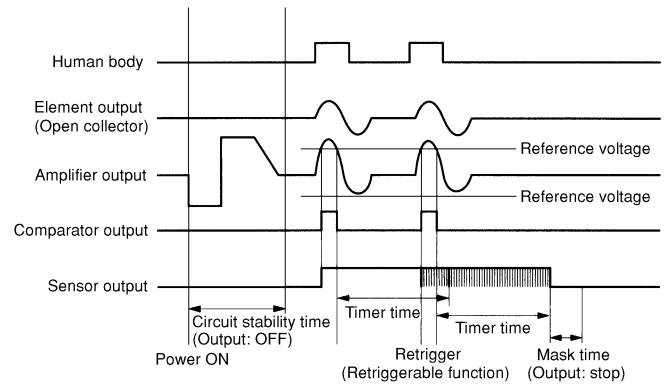 Human body
Element output
(Open collector)
Reference voltage
Amplifier output
Reference voltage
Comparator output
Sensor output
Timer time
Circuit stability time
(Output: OFF)
Timer time
Power ON
Retrigger
(Retriggerable function)
Mask time
(Output: stop)